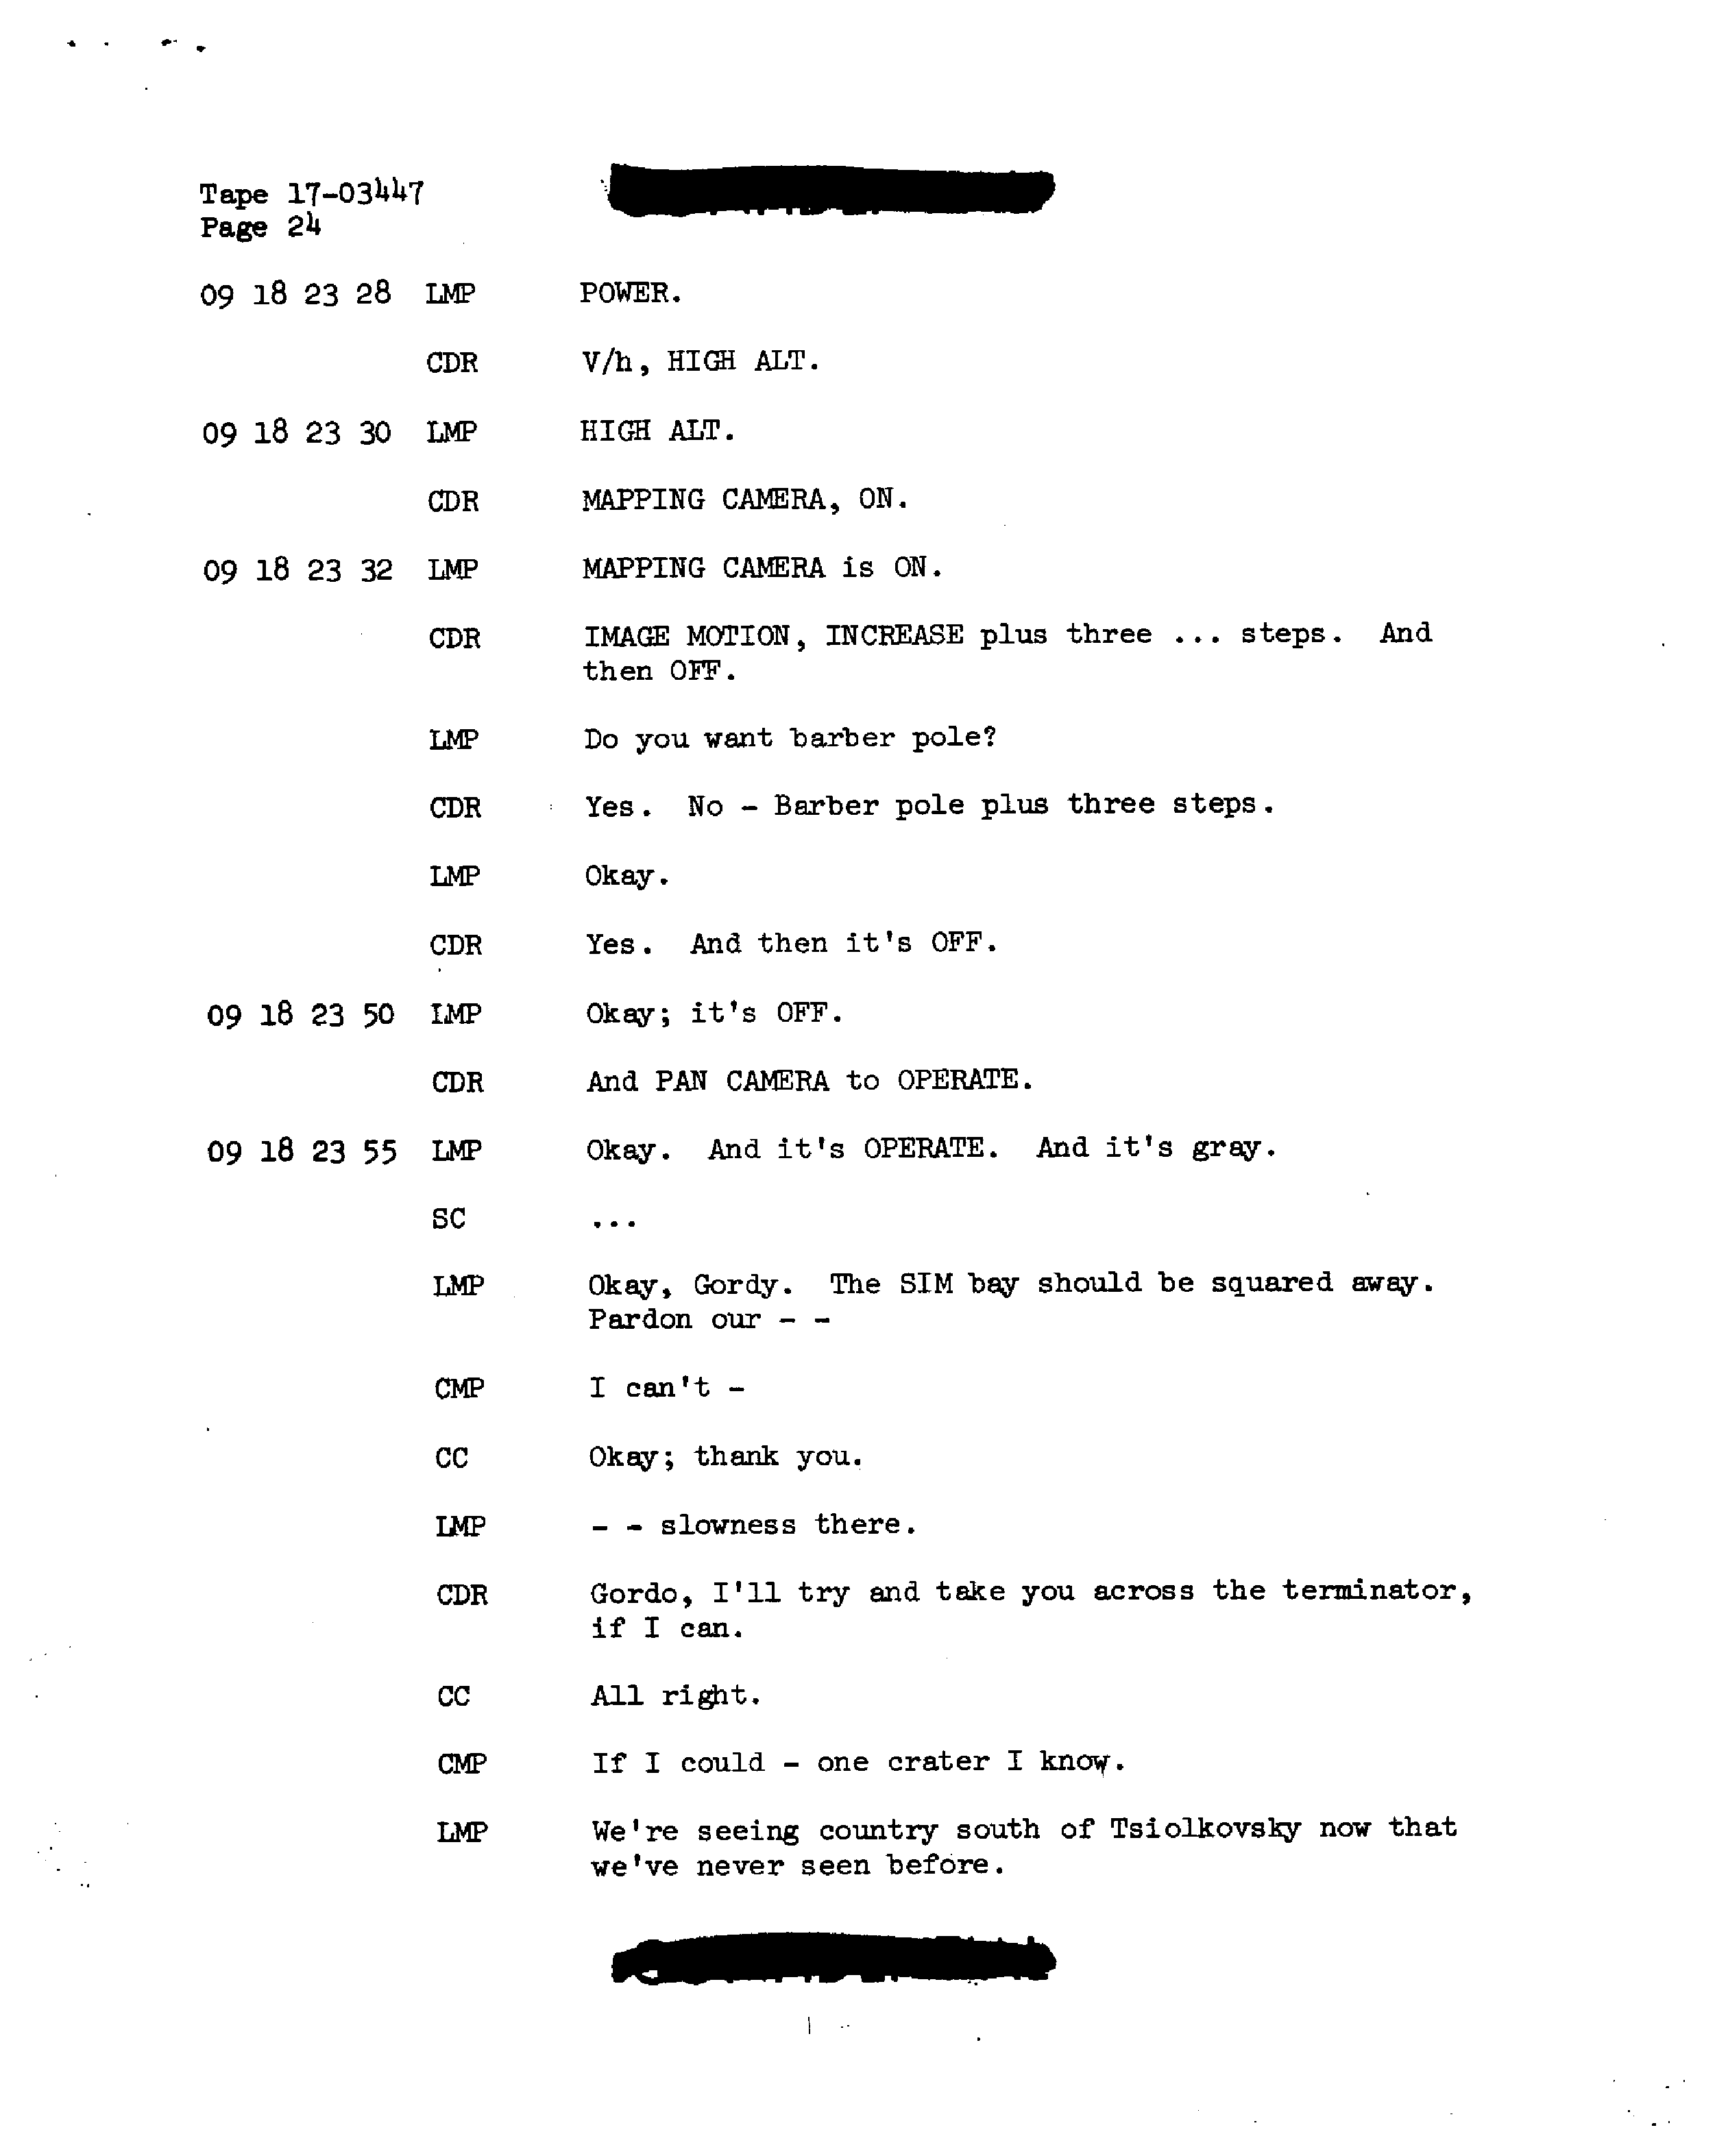 Tape 17-03447
Page 24
09 18 23 28 LMP POWER.
CDR V/h, HIGH ALT.
09 18 23 30 LMP HIGH ALT.
CDR MAPPING CAMERA, ON.
09 18 23 32 LMP MAPPING CAMERA is ON.
CDR IMAGE MOTION, INCREASE plus three ... steps. And
then OFF.
LMP Do you want barber pole?
CDR Yes. No - Barber pole plus three steps.
LMP Okay.
CDR Yes. And then it's OFF.
09 18 23 50 LMP Okay; it's OFF.
CDR And PAN CAMERA to OPERATE.
09 18 23 55 LMP Okay. And it's OPERATE. And it's gray.
SC ...
LMP Okay, Gordy. The SIM bay should be squared away.
Pardon our - -
CMP I can't -
CC Okay; thank you.
LMP - - slowness there.
CDR Gordo, I'll try and take you across the terminator,
if I can.
CC All right.
CMP If I could - one crater I know.
LMP We're seeing country south of Tsiolkovsky now that
we've never seen before.